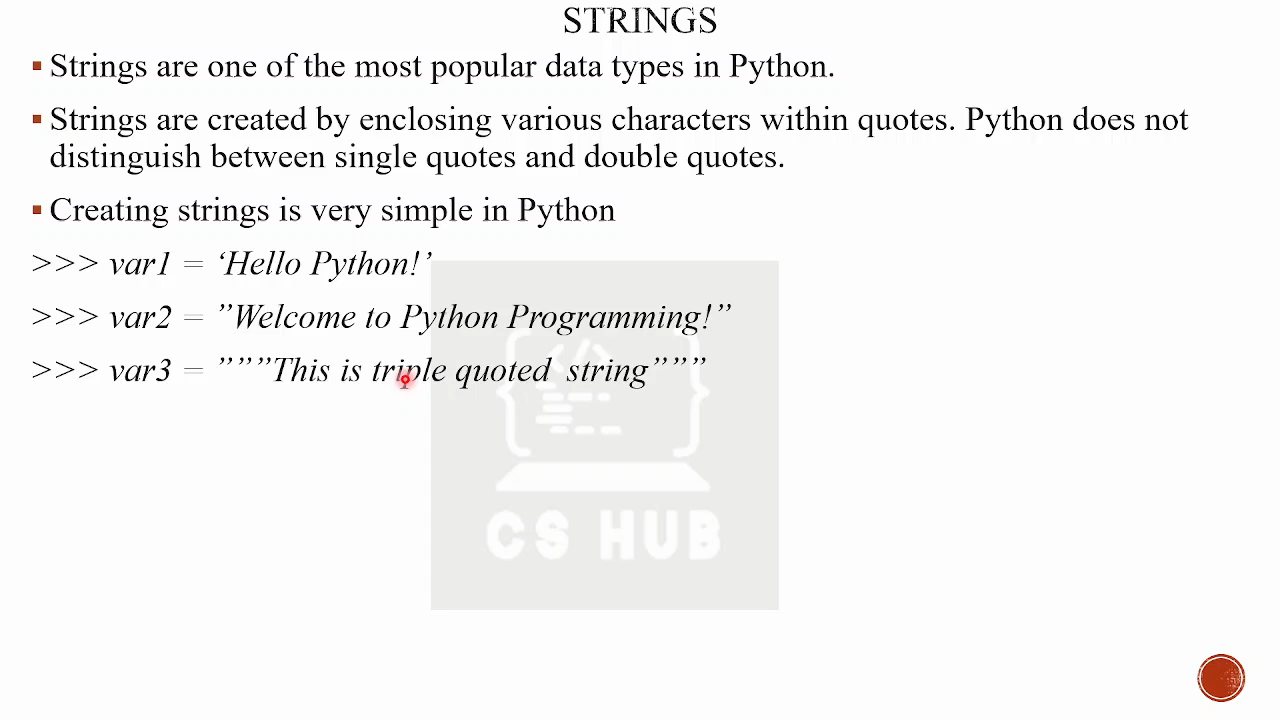 STRINGS
Strings are one of the most popular data types in Python.
Strings are created by enclosing various characters within quotes. Python does not
distinguish between single quotes and double quotes.
Creating strings is very simple in Python
>>> var1 = ‘Hello Python!’
>>> var2 = ”Welcome to Python Programming!”
>>> var3 = ”””This is triple quoted string”””
CS HUB